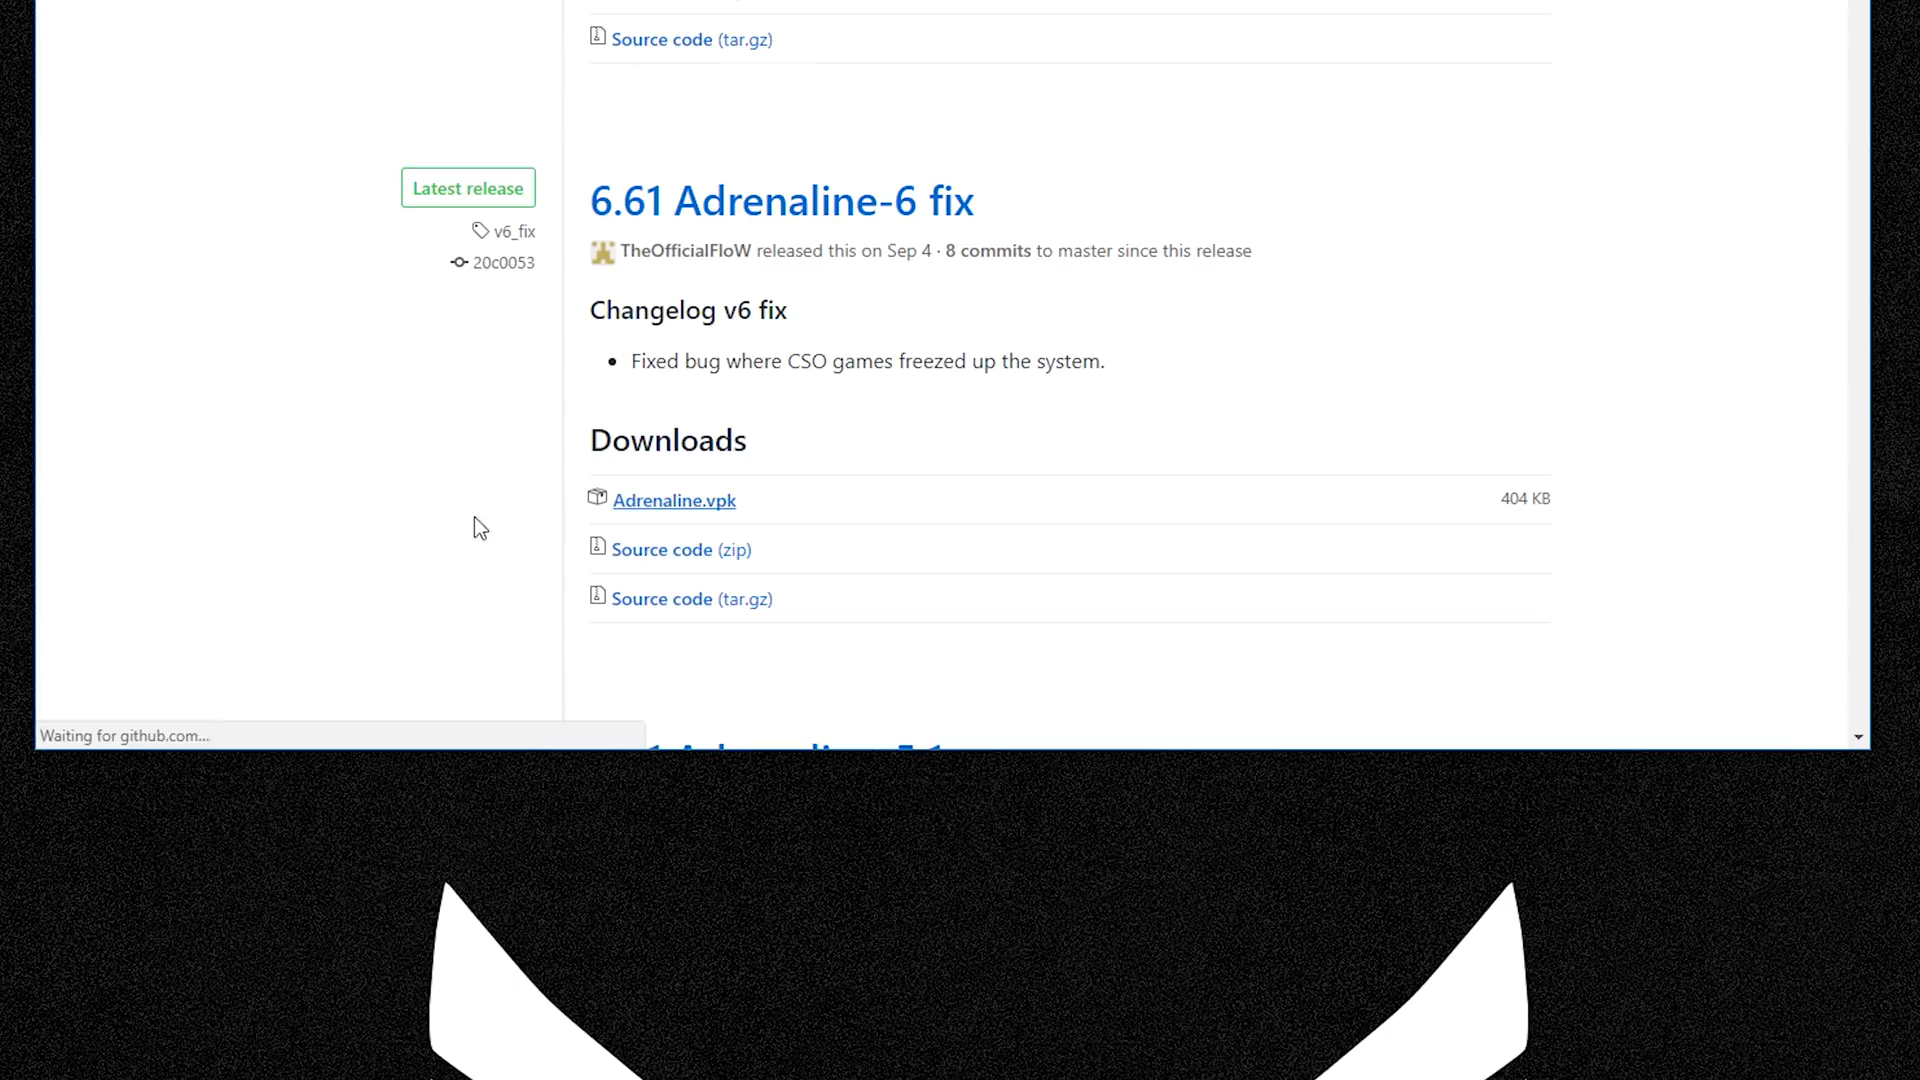 Source code (tar.gz)
Latest release
v6_fix
20c0053
6.61 Adrenaline-6 fix
TheOfficialFloW released this on Sep 4 · 8 commits to master since this release
Changelog v6 fix
Fixed bug where CSO games freezed up the system.
Downloads
Adrenaline.vpk 404 KB
Source code (zip)
Source code (tar.gz)
Waiting for github.com...